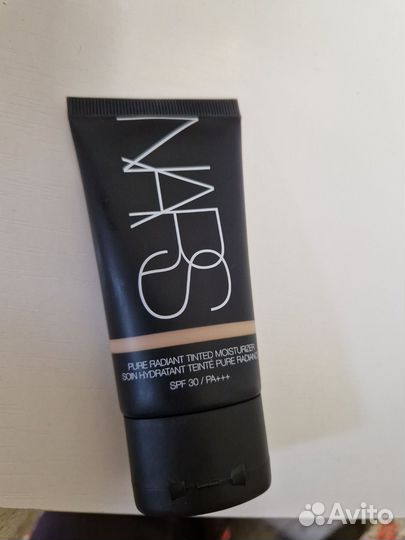 NARS
PURE RADIANT TINTED MOISTURIZER
SOIN HYDRATANT TEINTÉ PURE RADIANCE
SPF 30 / PA+++
Avito